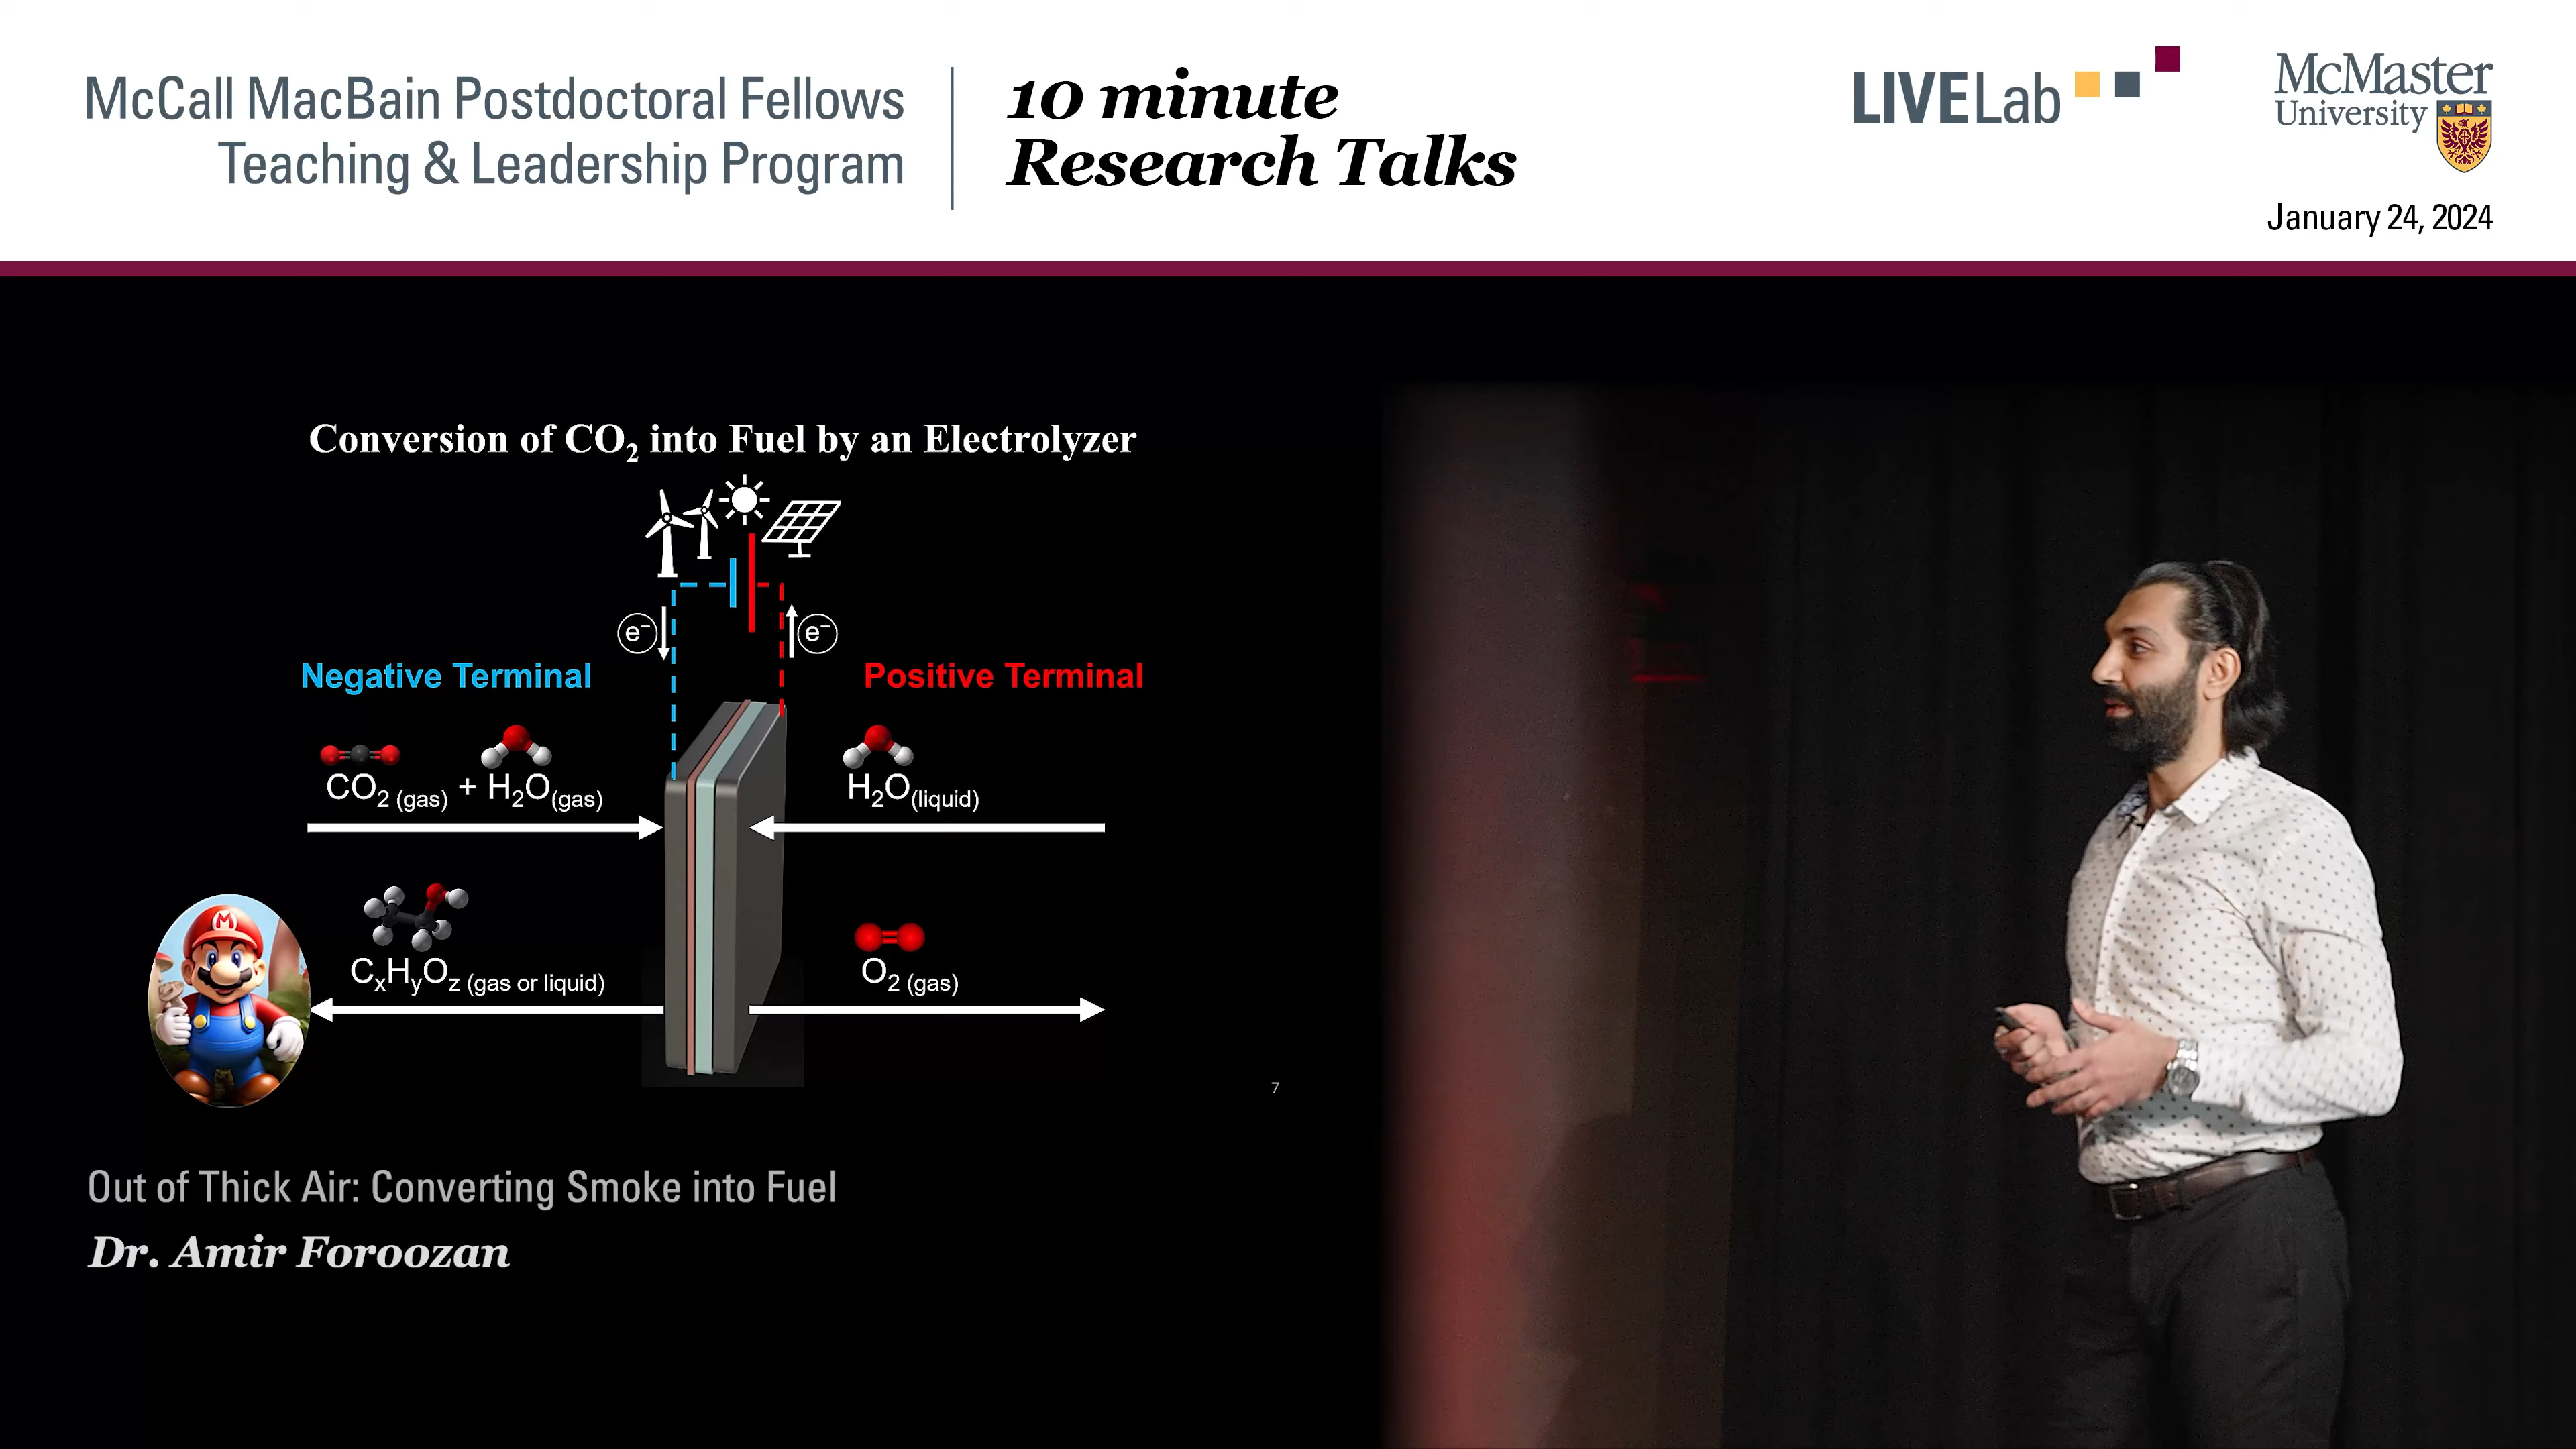 McCall MacBain Postdoctoral Fellows
Teaching & Leadership Program
10 minute
Research Talks
LIVELab
McMaster
University
January 24, 2024
Conversion of CO₂ into Fuel by an Electrolyzer
e⁻
e⁻
Negative Terminal
Positive Terminal
CO₂ (gas) + H₂O(gas)
H₂O(liquid)
CxHyOz (gas or liquid)
O₂ (gas)
M
7
Out of Thick Air: Converting Smoke into Fuel
Dr. Amir Foroozan